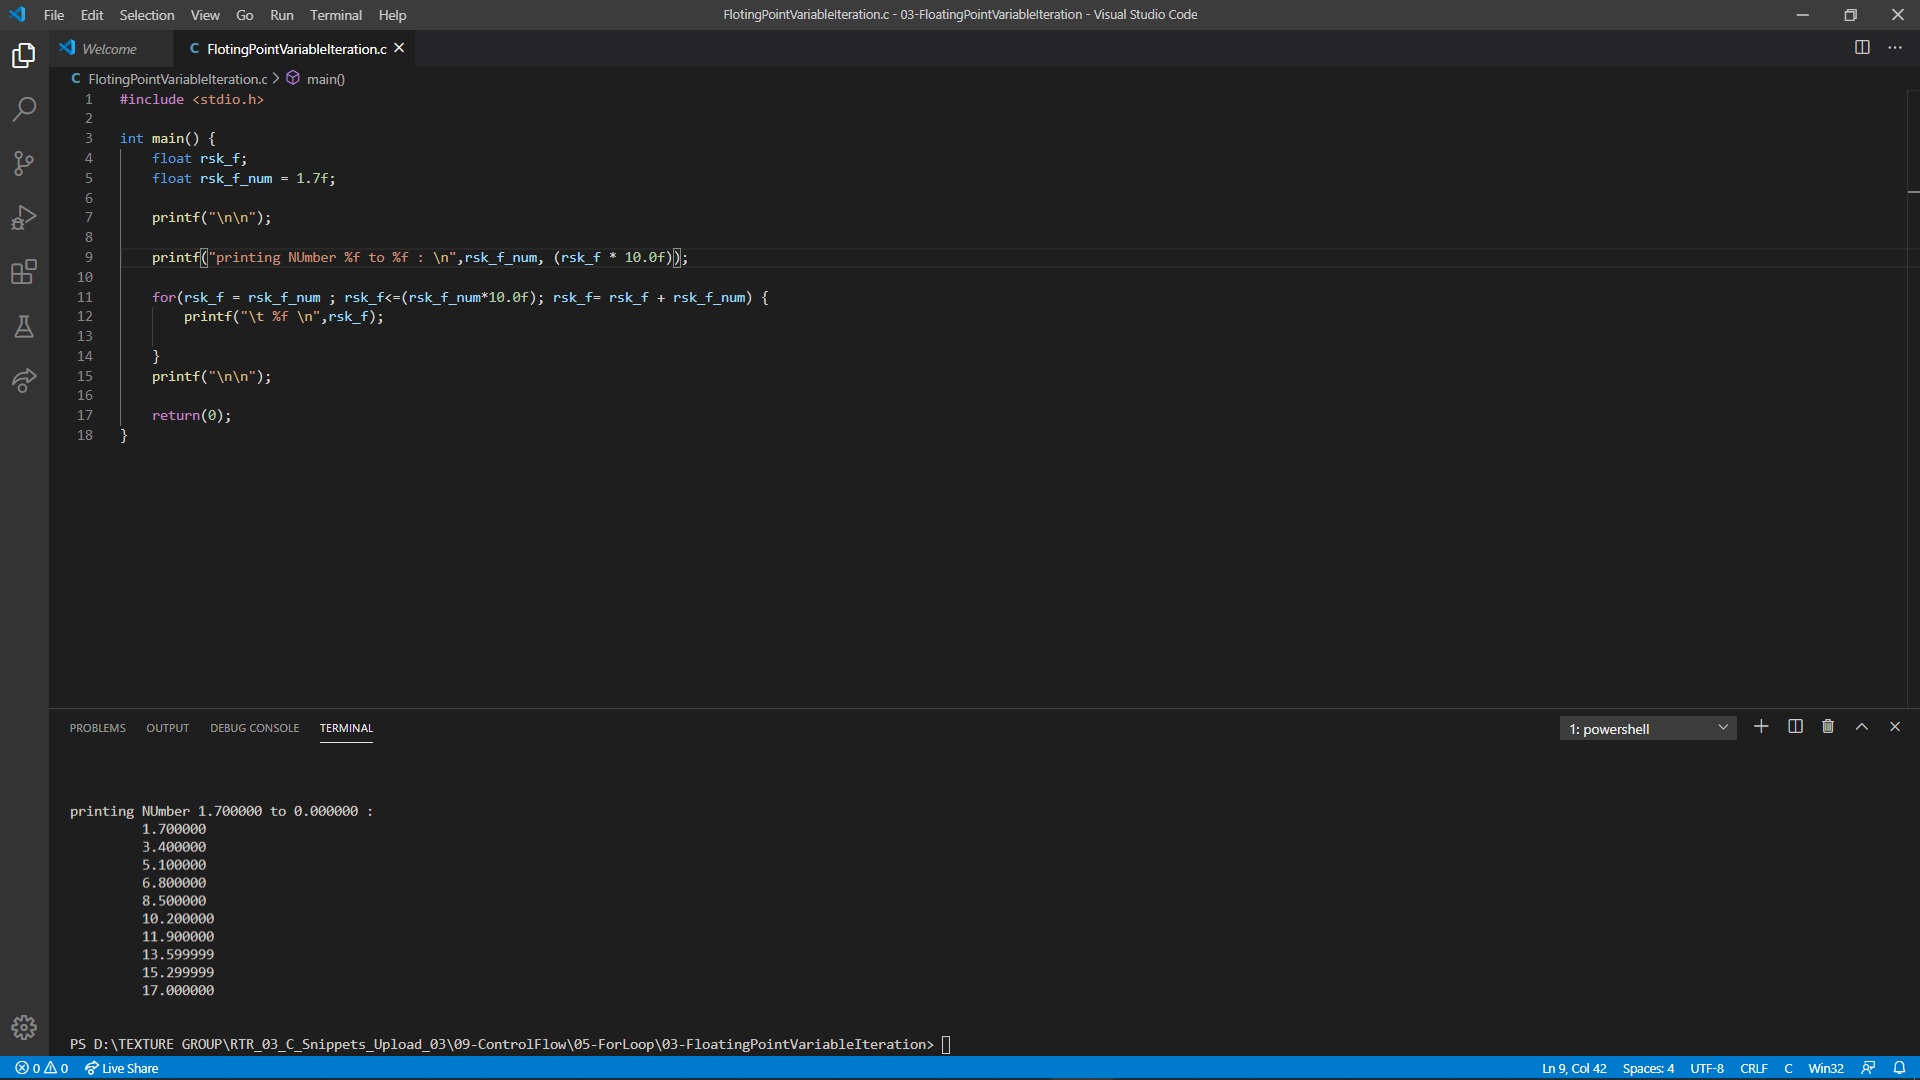 File Edit Selection View Go Run Terminal Help
FlotingPointVariableIteration.c - 03-FloatingPointVariableIteration - Visual Studio Code
Welcome
C FlotingPointVariableIteration.c
C FlotingPointVariableIteration.c > main()
1 #include <stdio.h>
2
3 int main() {
4 float rsk_f;
5 float rsk_f_num = 1.7f;
6
7 printf("\n\n");
8
9 printf("printing NUmber %f to %f : \n",rsk_f_num, (rsk_f * 10.0f));
10
11 for(rsk_f = rsk_f_num ; rsk_f<=(rsk_f_num*10.0f); rsk_f= rsk_f + rsk_f_num) {
12 printf("\t %f \n",rsk_f);
13
14 }
15 printf("\n\n");
16
17 return(0);
18 }
PROBLEMS OUTPUT DEBUG CONSOLE TERMINAL
1: powershell
printing NUmber 1.700000 to 0.000000 :
1.700000
3.400000
5.100000
6.800000
8.500000
10.200000
11.900000
13.599999
15.299999
17.000000
PS D:\TEXTURE GROUP\RTR_03_C_Snippets_Upload_03\09-ControlFlow\05-ForLoop\03-FloatingPointVariableIteration>
0 0 Live Share
Ln 9, Col 42 Spaces: 4 UTF-8 CRLF C Win32